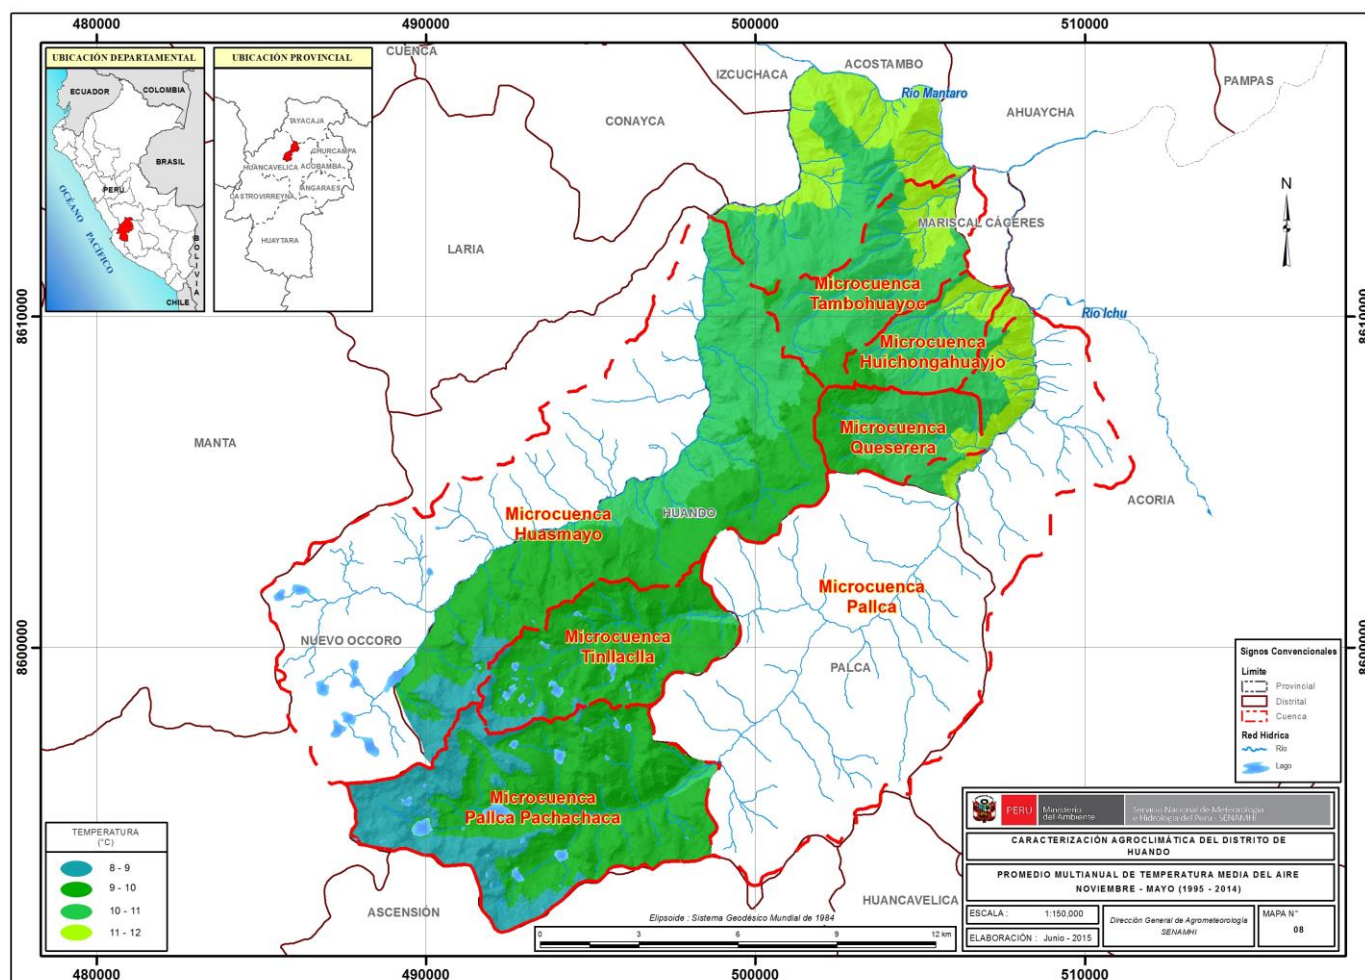 480000
490000
500000
510000
UBICACIÓN DEPARTAMENTAL
ECUADOR
COLOMBIA
BRASIL
PERU
OCÉANO PACÍFICO
BOLIVIA
CHILE
UBICACIÓN PROVINCIAL
TAYACAJA
CHURCAMPA
HUANCAVELICA
ACOBAMBA
ANGARAES
CASTROVIRREYNA
HUAYTARA
CUENCA
IZCUCHACA
ACOSTAMBO
PAMPAS
Río Mantaro
AHUAYCHA
CONAYCA
MARISCAL CÁCERES
LARIA
8610000
8610000
Microcuenca
Tambohuayoc
Río Ichu
Microcuenca
Huichongahuayjo
MANTA
Microcuenca
Queserera
ACORIA
Microcuenca
Huasmayo
HUANDO
Microcuenca
Pallca
NUEVO OCCORO
Microcuenca
Tinllaclla
PALCA
8600000
8600000
Microcuenca
Pallca Pachachaca
ASCENSIÓN
HUANCAVELICA
Signos Convencionales
Limite
Provincial
Distrital
Cuenca
Red Hídrica
Río
Lago
TEMPERATURA
(°C)
8 - 9
9 - 10
10 - 11
11 - 12
Elipsoide : Sistema Geodésico Mundial de 1984
0 3 6 9 12 km
PERÚ
Ministerio
del Ambiente
Servicio Nacional de Meteorología
e Hidrología del Perú - SENAMHI
CARACTERIZACIÓN AGROCLIMÁTICA DEL DISTRITO DE
HUANDO
PROMEDIO MULTIANUAL DE TEMPERATURA MEDIA DEL AIRE
NOVIEMBRE - MAYO (1995 - 2014)
ESCALA : 1:150,000
ELABORACIÓN : Junio - 2015
Dirección General de Agrometeorología
SENAMHI
MAPA N°
08
N
480000
490000
500000
510000